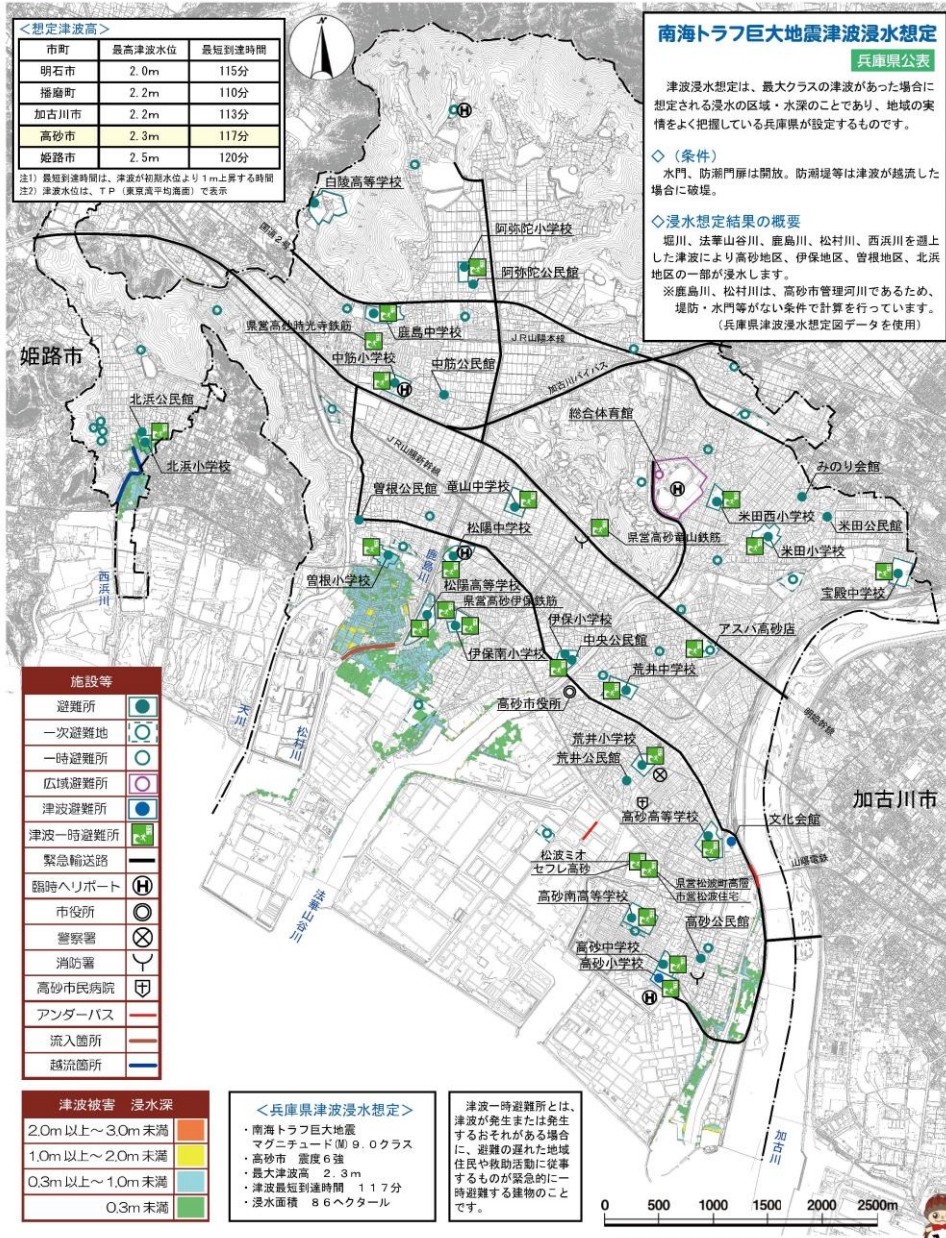 <想定津波高>
市町 最高津波水位 最短到達時間
明石市 2.0m 115分
播磨町 2.2m 110分
加古川市 2.2m 113分
高砂市 2.3m 117分
姫路市 2.5m 120分
注1）最短到達時間は、津波が初期水位より1m上昇する時間
注2）津波水位は、TP（東京湾平均海面）で表示
南海トラフ巨大地震津波浸水想定
兵庫県公表
津波浸水想定は、最大クラスの津波があった場合に
想定される浸水の区域・水深のことであり、地域の実
情をよく把握している兵庫県が設定するものです。
◇（条件）
水門、防潮門扉は開放。防潮堤等は津波が越流した
場合に破堤。
◇浸水想定結果の概要
堀川、法華山谷川、鹿島川、松村川、西浜川を遡上
した津波により高砂地区、伊保地区、曽根地区、北浜
地区の一部が浸水します。
※鹿島川、松村川は、高砂市管理河川であるため、
堤防・水門等がない条件で計算を行っています。
（兵庫県津波浸水想定図データを使用）
白陵高等学校
国道2号
阿弥陀小学校
阿弥陀公民館
県営高砂時光寺鉄筋
鹿島中学校
JR山陽本線
中筋小学校
中筋公民館
加古川バイパス
姫路市
北浜公民館
北浜小学校
JR山陽新幹線
総合体育館
みのり会館
曽根公民館
竜山中学校
米田西小学校
米田公民館
松陽中学校
県営高砂竜山鉄筋
米田小学校
曽根小学校
鹿島川
松陽高等学校
宝殿中学校
西浜川
県営高砂伊保鉄筋
伊保小学校
アスパ高砂店
中央公民館
伊保南小学校
荒井中学校
高砂市役所
明姫幹線
天川
松村川
荒井小学校
荒井公民館
加古川市
高砂高等学校
文化会館
松波ミオ
セフレ高砂
山陽電鉄
県営松波町高層
市営松波住宅
法華山谷川
高砂南高等学校
高砂公民館
高砂中学校
高砂小学校
加古川
施設等
避難所
一次避難地
一時避難所
広域避難所
津波避難所
津波一時避難所
緊急輸送路
臨時ヘリポート
H
市役所
警察署
消防署
高砂市民病院
アンダーパス
流入箇所
越流箇所
津波被害 浸水深
2.0m以上～3.0m未満
1.0m以上～2.0m未満
0.3m以上～1.0m未満
0.3m未満
<兵庫県津波浸水想定>
・南海トラフ巨大地震
マグニチュード(M)9.0クラス
・高砂市 震度6強
・最大津波高 2.3m
・津波最短到達時間 117分
・浸水面積 86ヘクタール
津波一時避難所とは、
津波が発生または発生
するおそれがある場合
に、避難の遅れた地域
住民や救助活動に従事
するものが緊急的に一
時避難する建物のこと
です。
0 500 1000 1500 2000 2500m